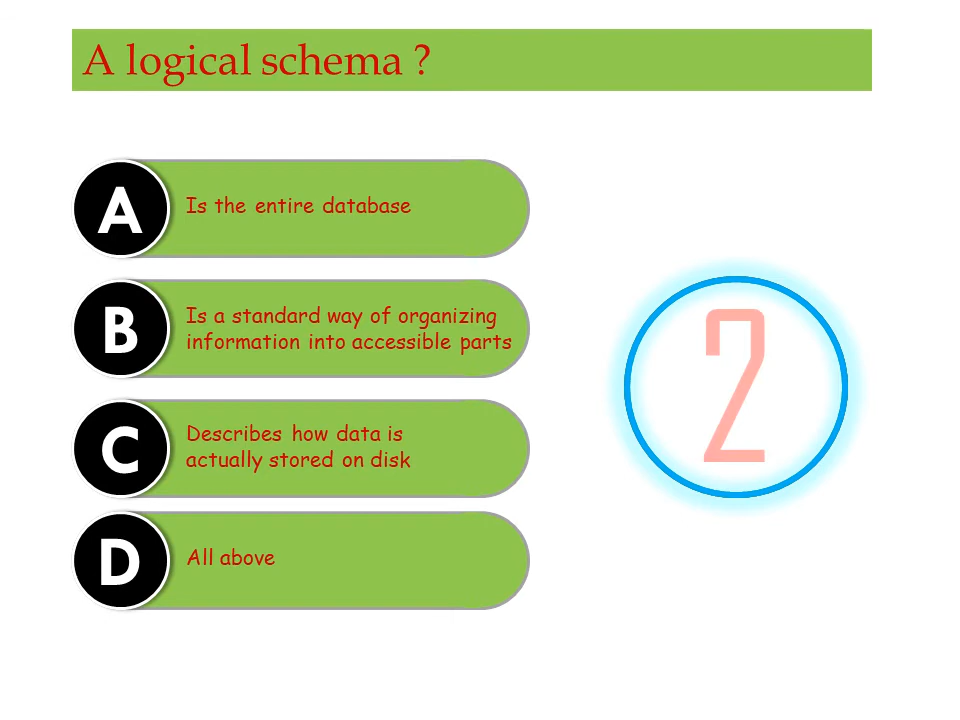 A logical schema ?
A
Is the entire database
B
Is a standard way of organizing
information into accessible parts
C
Describes how data is
actually stored on disk
D
All above
2